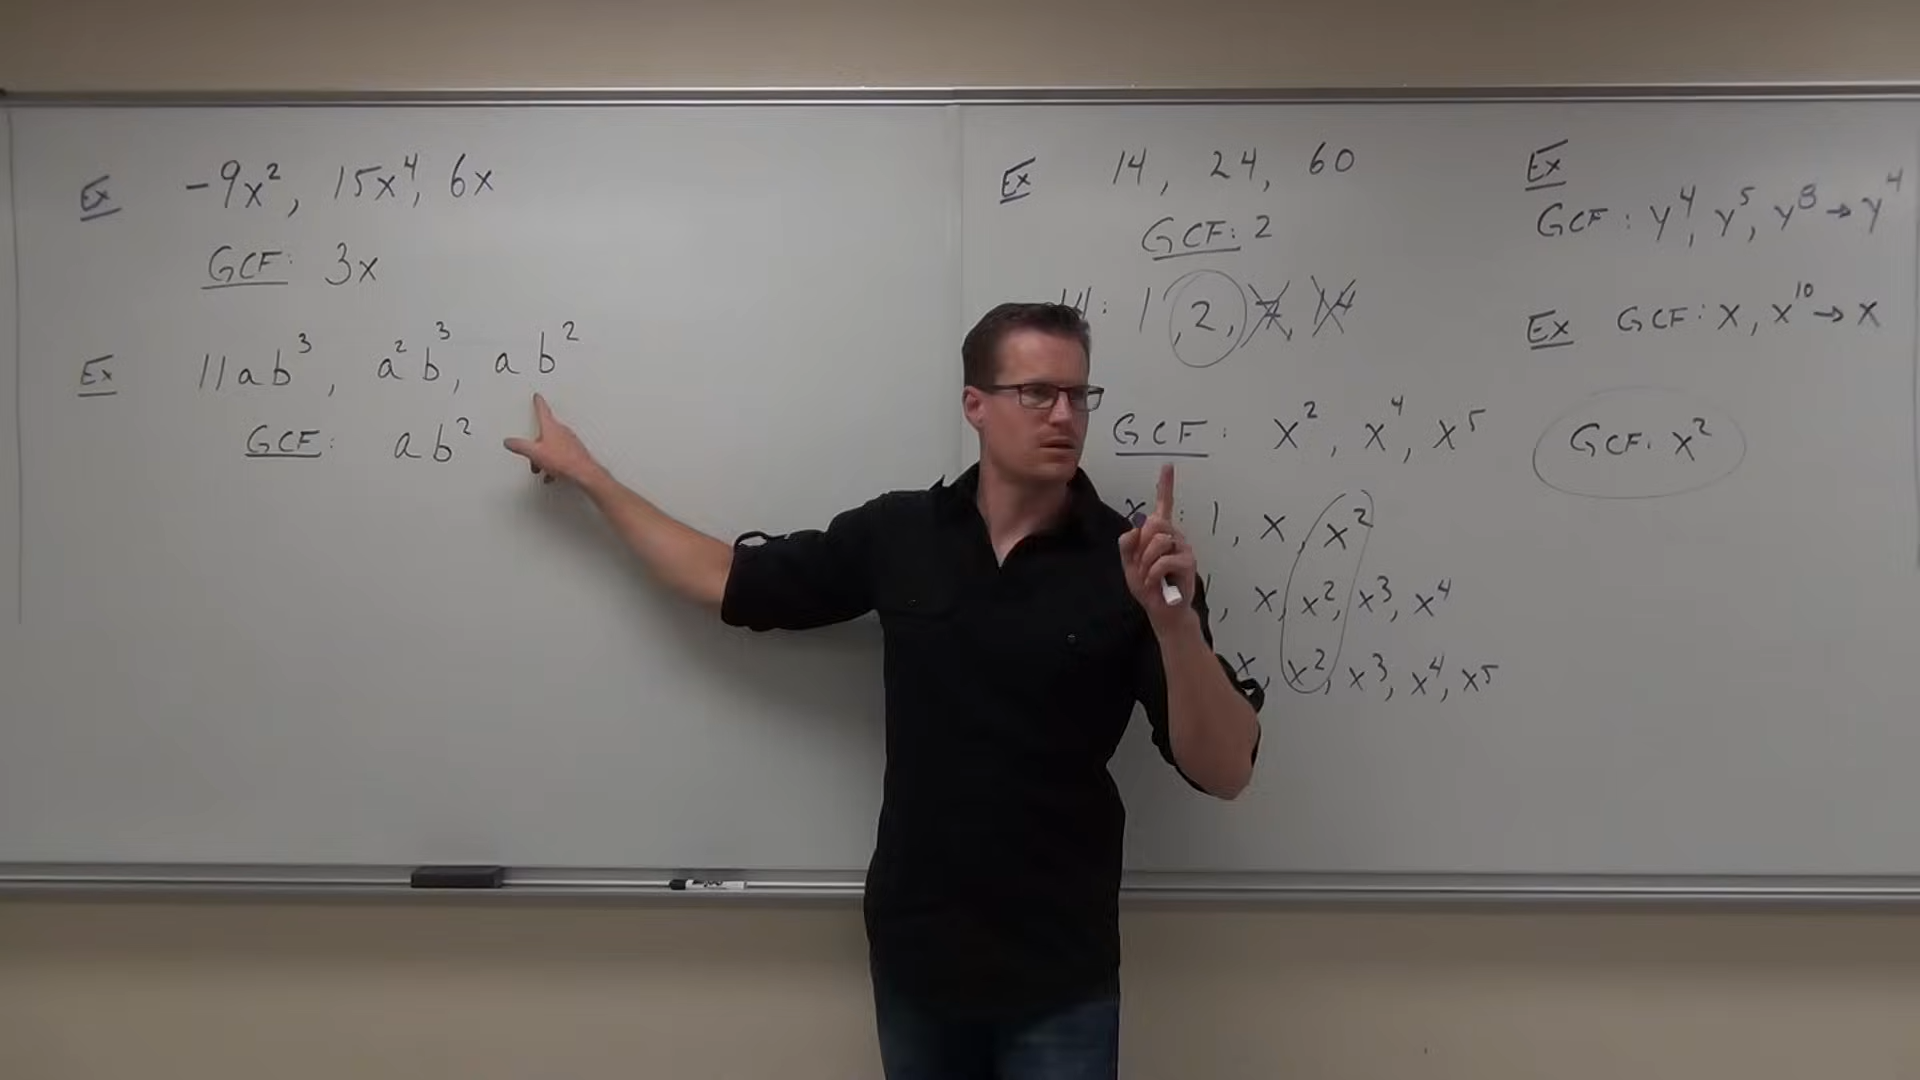 Ex -9x², 15x⁴, 6x
GCF: 3x
Ex 11ab³, a²b³, ab²
GCF: ab²
Ex 14, 24, 60
GCF: 2
14: 1, 2, 7, 14
GCF: x², x⁴, x⁵
: 1, x, x²
, x, x², x³, x⁴
x, x², x³, x⁴, x⁵
Ex
GCF: y⁴, y⁵, y⁸ → y⁴
Ex GCF: x, x¹⁰ → x
GCF: x²